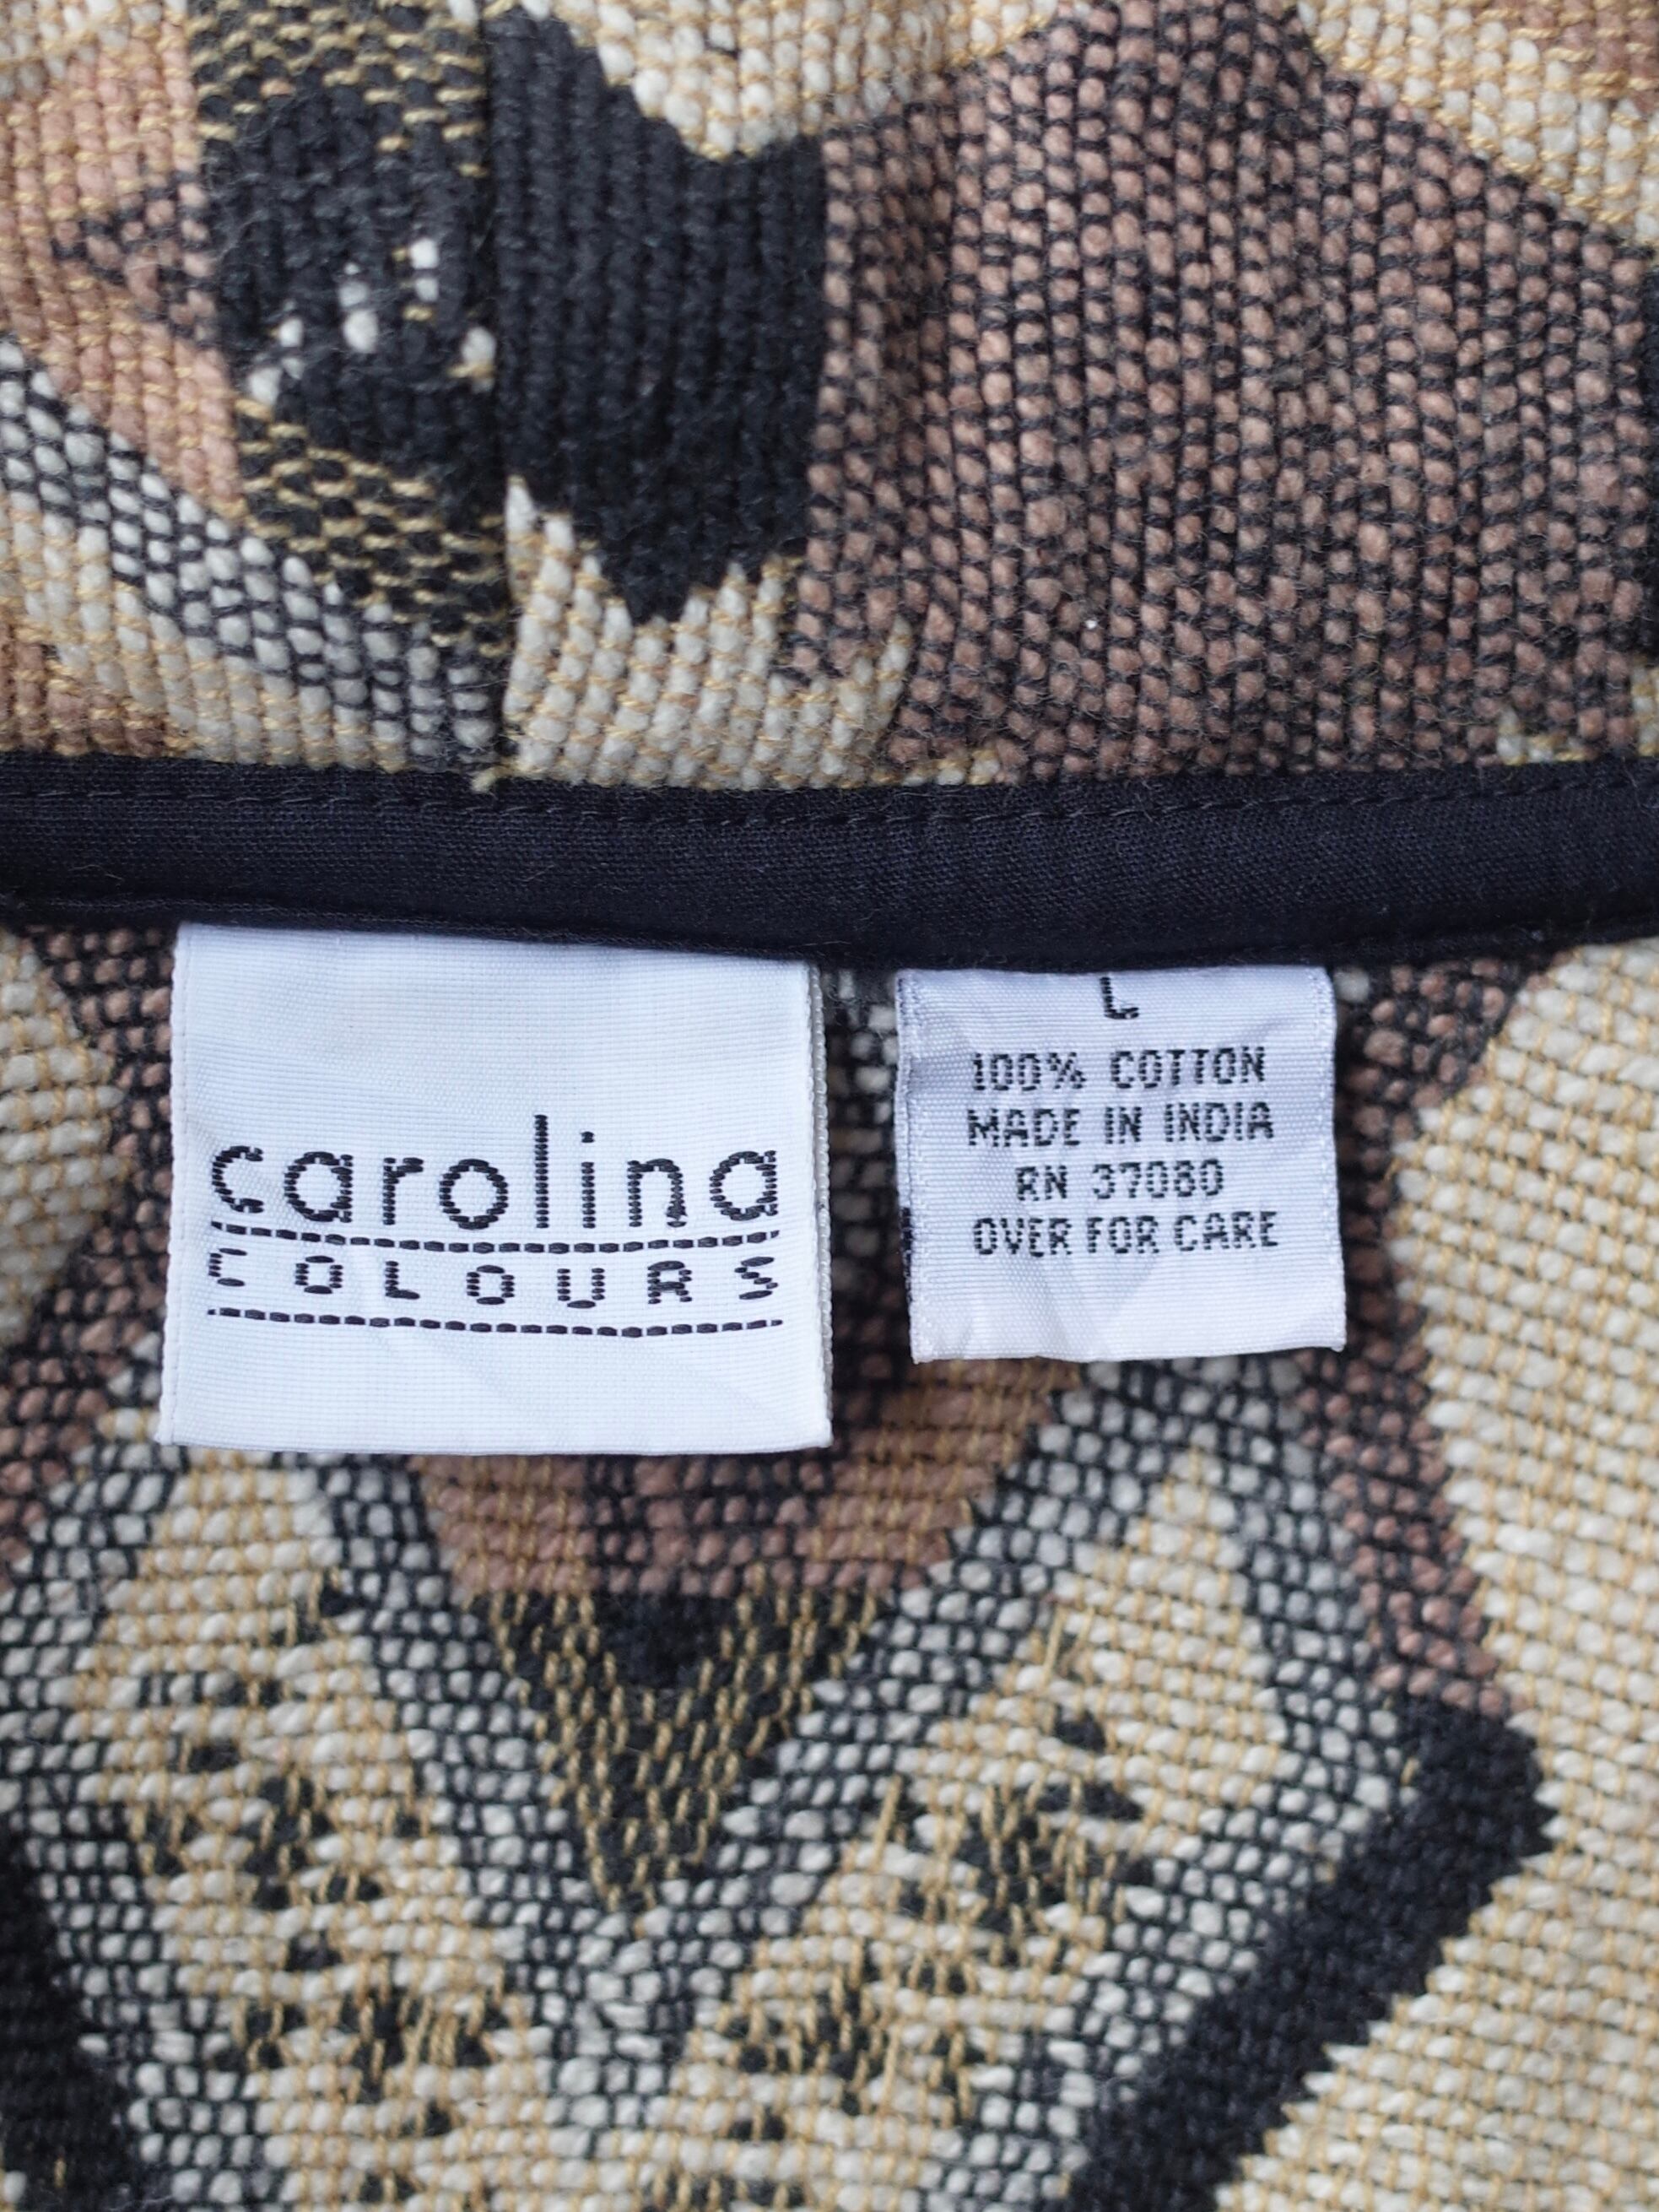 carolina
COLOURS
L
100% COTTON
MADE IN INDIA
RN 37080
OVER FOR CARE